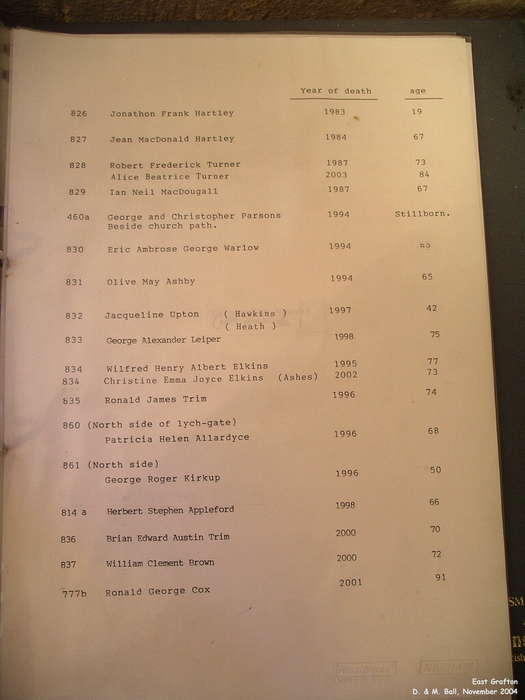 Year of death age
826 Jonathon Frank Hartley 1983 19
827 Jean MacDonald Hartley 1984 67
828 Robert Frederick Turner 1987 73
Alice Beatrice Turner 2003 84
829 Ian Neil MacDougall 1987 67
460a George and Christopher Parsons 1994 Stillborn.
Beside church path.
830 Eric Ambrose George Warlow 1994
831 Olive May Ashby 1994 65
832 Jacqueline Upton ( Hawkins ) 1997 42
( Heath )
833 George Alexander Leiper 1998 75
834 Wilfred Henry Albert Elkins 1995 77
834 Christine Emma Joyce Elkins (Ashes) 2002 73
835 Ronald James Trim 1996 74
860 (North side of lych-gate)
Patricia Helen Allardyce 1996 68
861 (North side)
George Roger Kirkup 1996 50
814 a Herbert Stephen Appleford 1998 66
836 Brian Edward Austin Trim 2000 70
837 William Clement Brown 2000 72
777b Ronald George Cox 2001 91
East Grafton
D. & M. Ball, November 2004